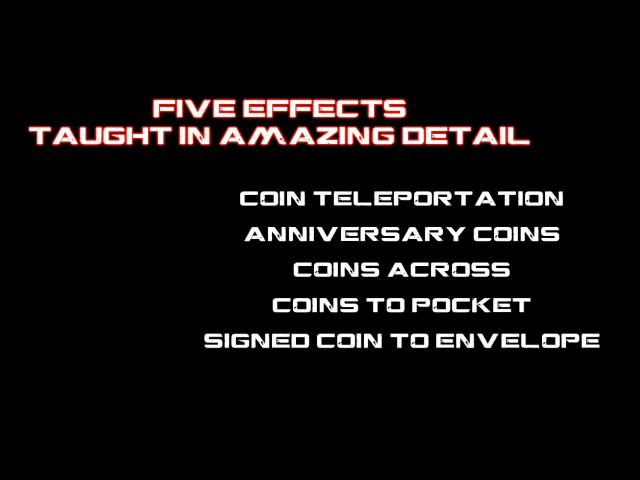 FIVE EFFECTS
TAUGHT IN AMAZING DETAIL
COIN TELEPORTATION
ANNIVERSARY COINS
COINS ACROSS
COINS TO POCKET
SIGNED COIN TO ENVELOPE